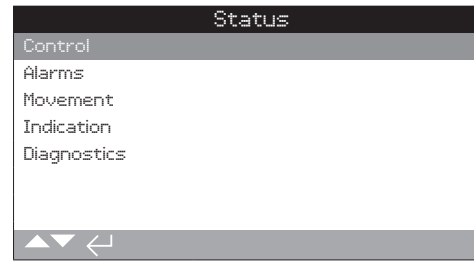 Status
Control
Alarms
Movement
Indication
Diagnostics